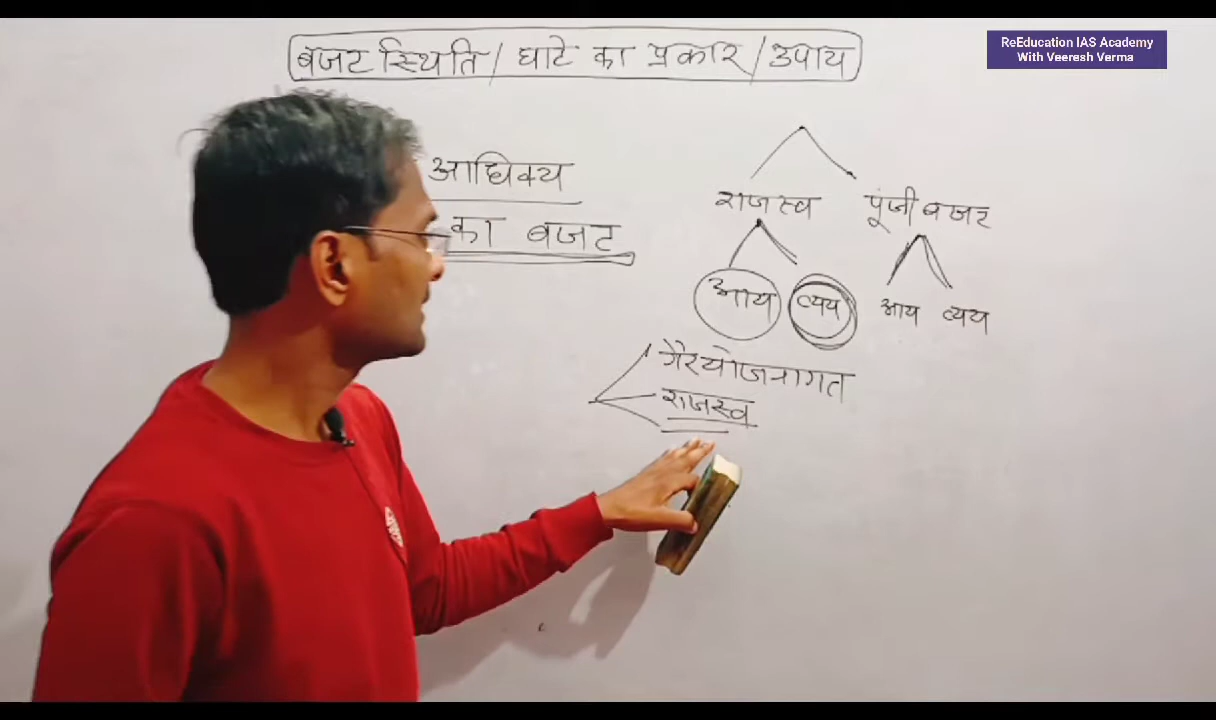 ReEducation IAS Academy
With Veeresh Verma
बजट स्थिति / घाटे का प्रकार / उपाय
आधिक्य
का बजट
राजस्व पूंजी बजट
आय व्यय आय व्यय
गैरयोजनागत
राजस्व